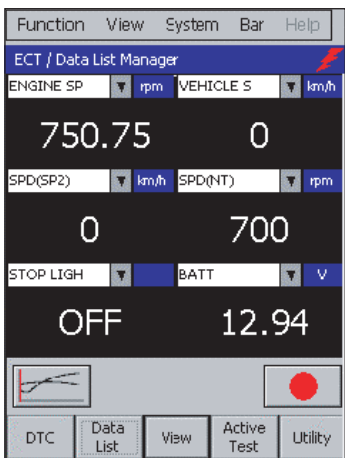 Function View System Bar Help
ECT / Data List Manager
ENGINE SP rpm VEHICLE S km/h
750.75 0
SPD(SP2) km/h SPD(NT) rpm
0 700
STOP LIGH BATT V
OFF 12.94
DTC Data List View Active Test Utility